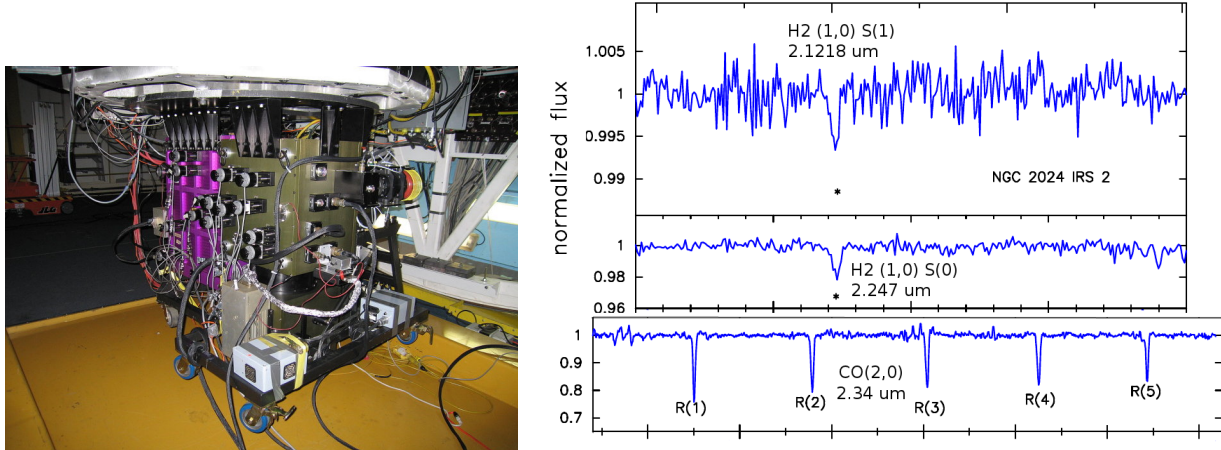 JLG
normalized flux
H2 (1,0) S(1)
2.1218 um
1.005
1
0.995
0.99
NGC 2024 IRS 2
*
1
0.98
0.96
H2 (1,0) S(0)
2.247 um
*
1
0.9
0.8
0.7
CO(2,0)
2.34 um
R(1)
R(2)
R(3)
R(4)
R(5)